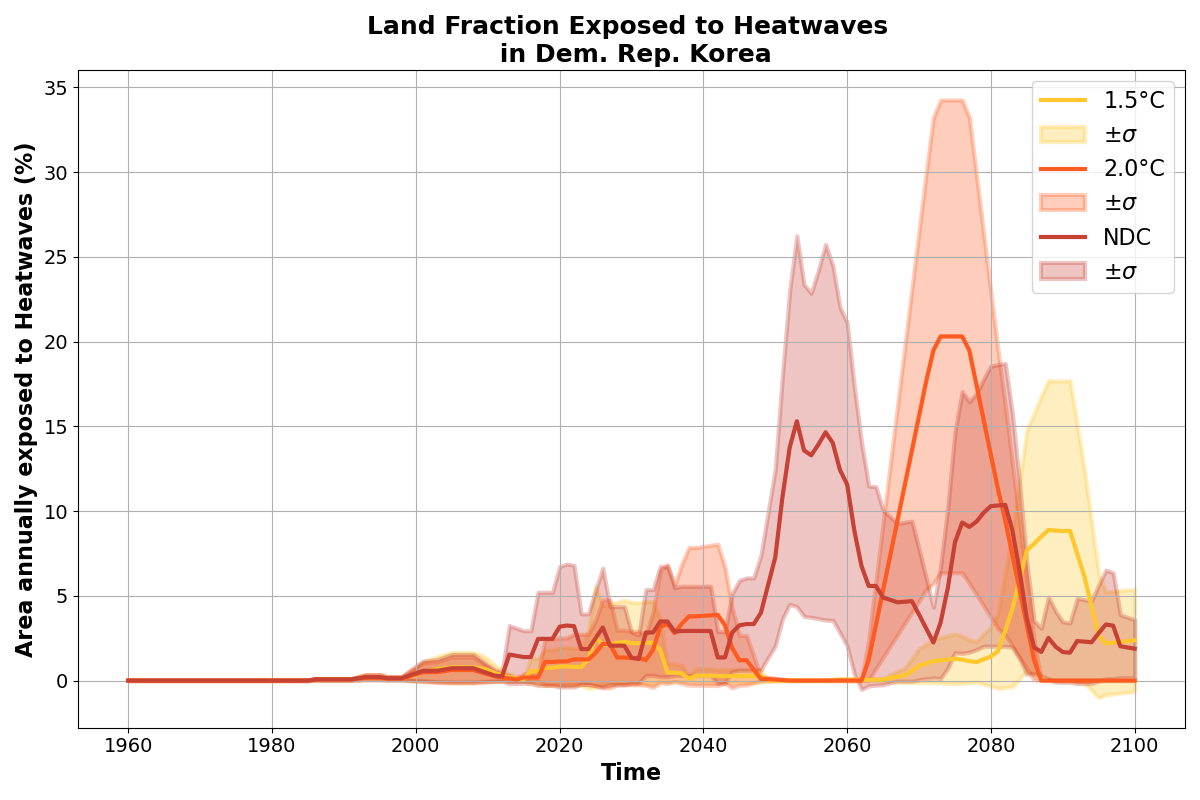 Land Fraction Exposed to Heatwaves
in Dem. Rep. Korea
Area annually exposed to Heatwaves (%)
35
30
25
20
15
10
5
0
1960
1980
2000
2020
2040
2060
2080
2100
Time
1.5°C
±σ
2.0°C
±σ
NDC
±σ